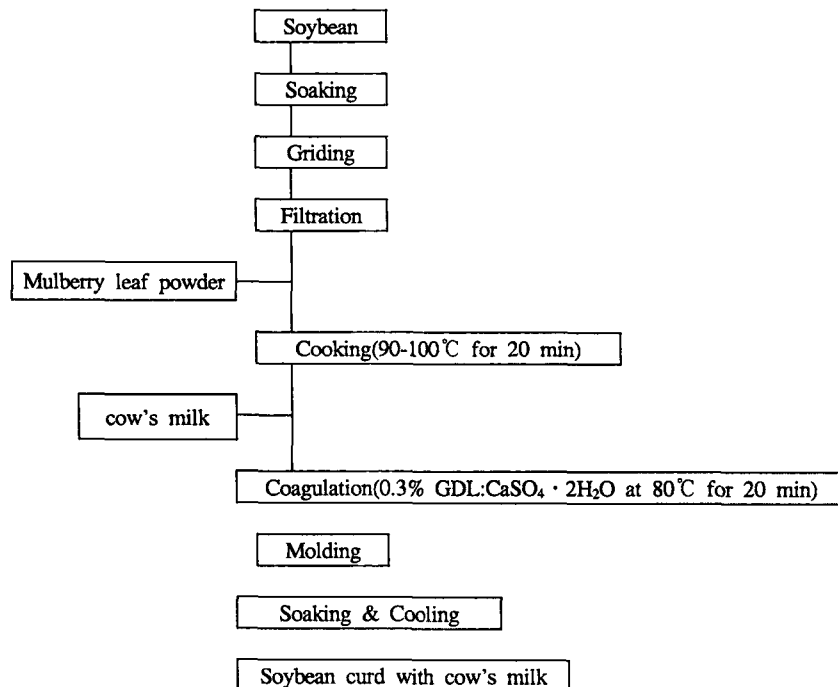 Soybean
Soaking
Griding
Filtration
Mulberry leaf powder
Cooking(90-100℃ for 20 min)
cow's milk
Coagulation(0.3% GDL:CaSO₄・2H₂O at 80℃ for 20 min)
Molding
Soaking & Cooling
Soybean curd with cow's milk